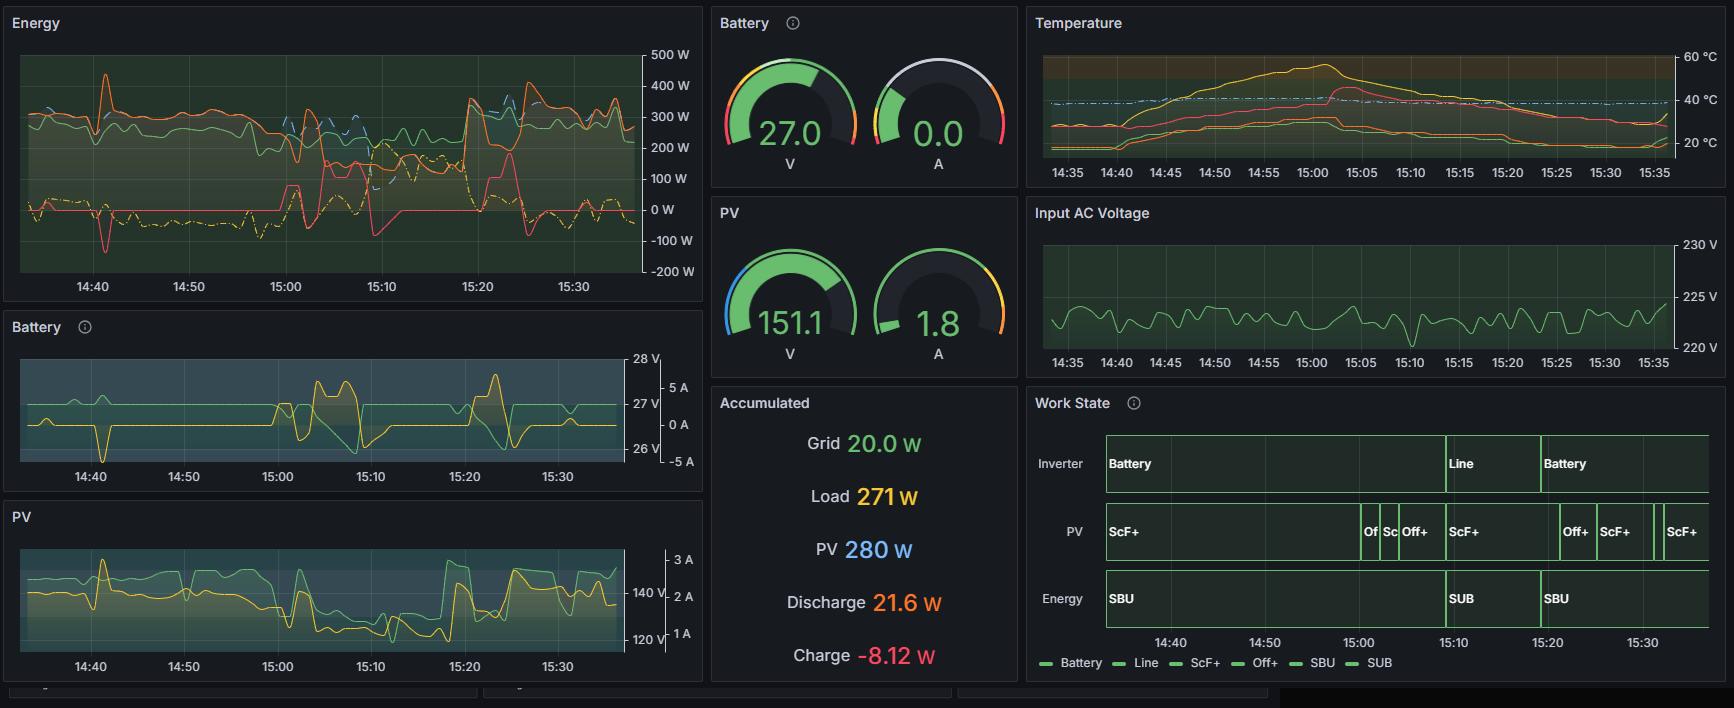 Energy
500 W
400 W
300 W
200 W
100 W
0 W
-100 W
-200 W
14:40 14:50 15:00 15:10 15:20 15:30
Battery
28 V
27 V
26 V
5 A
0 A
-5 A
14:40 14:50 15:00 15:10 15:20 15:30
PV
140 V
120 V
3 A
2 A
1 A
14:40 14:50 15:00 15:10 15:20 15:30
Battery
27.0 0.0
V A
PV
151.1 1.8
V A
Accumulated
Grid 20.0 W
Load 271 W
PV 280 W
Discharge 21.6 W
Charge -8.12 W
Temperature
60 °C
40 °C
20 °C
14:35 14:40 14:45 14:50 14:55 15:00 15:05 15:10 15:15 15:20 15:25 15:30 15:35
Input AC Voltage
230 V
225 V
220 V
14:35 14:40 14:45 14:50 14:55 15:00 15:05 15:10 15:15 15:20 15:25 15:30 15:35
Work State
Inverter Battery Line Battery
PV ScF+ Of Sc Off+ ScF+ Off+ ScF+ ScF+
Energy SBU SUB SBU
14:40 14:50 15:00 15:10 15:20 15:30
Battery Line ScF+ Off+ SBU SUB